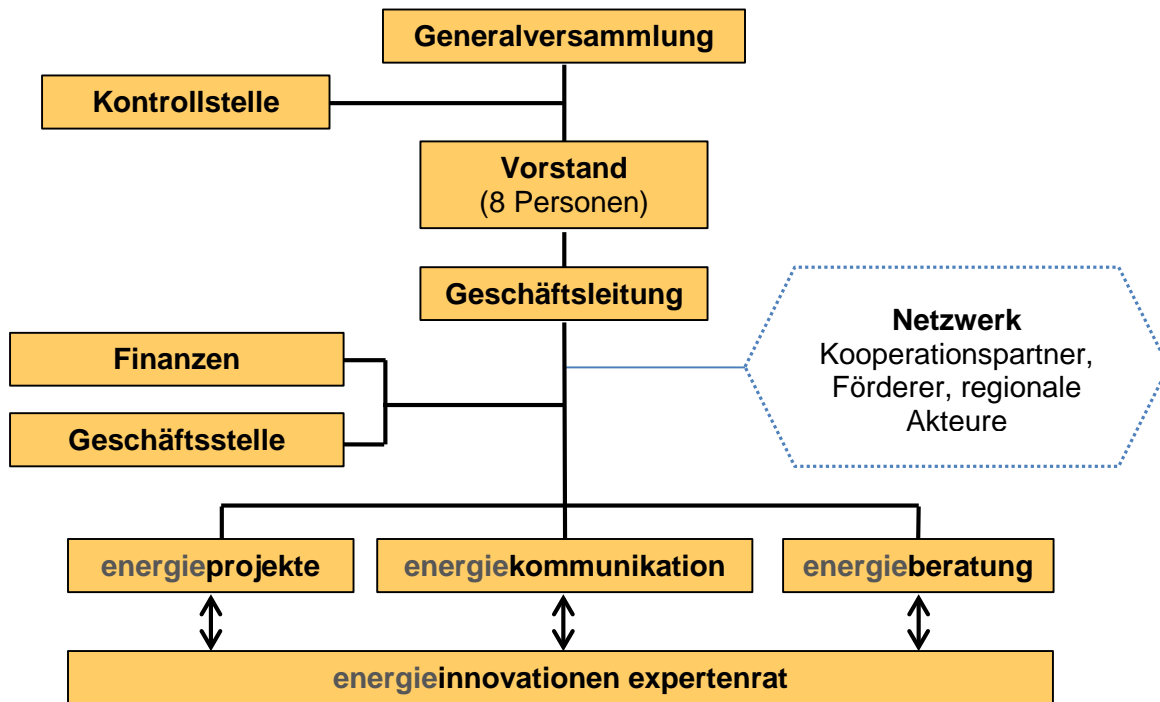 Generalversammlung
Kontrollstelle
Vorstand
(8 Personen)
Geschäftsleitung
Netzwerk
Kooperationspartner,
Förderer, regionale
Akteure
Finanzen
Geschäftsstelle
energieprojekte
energiekommunikation
energieberatung
energieinnovationen expertenrat